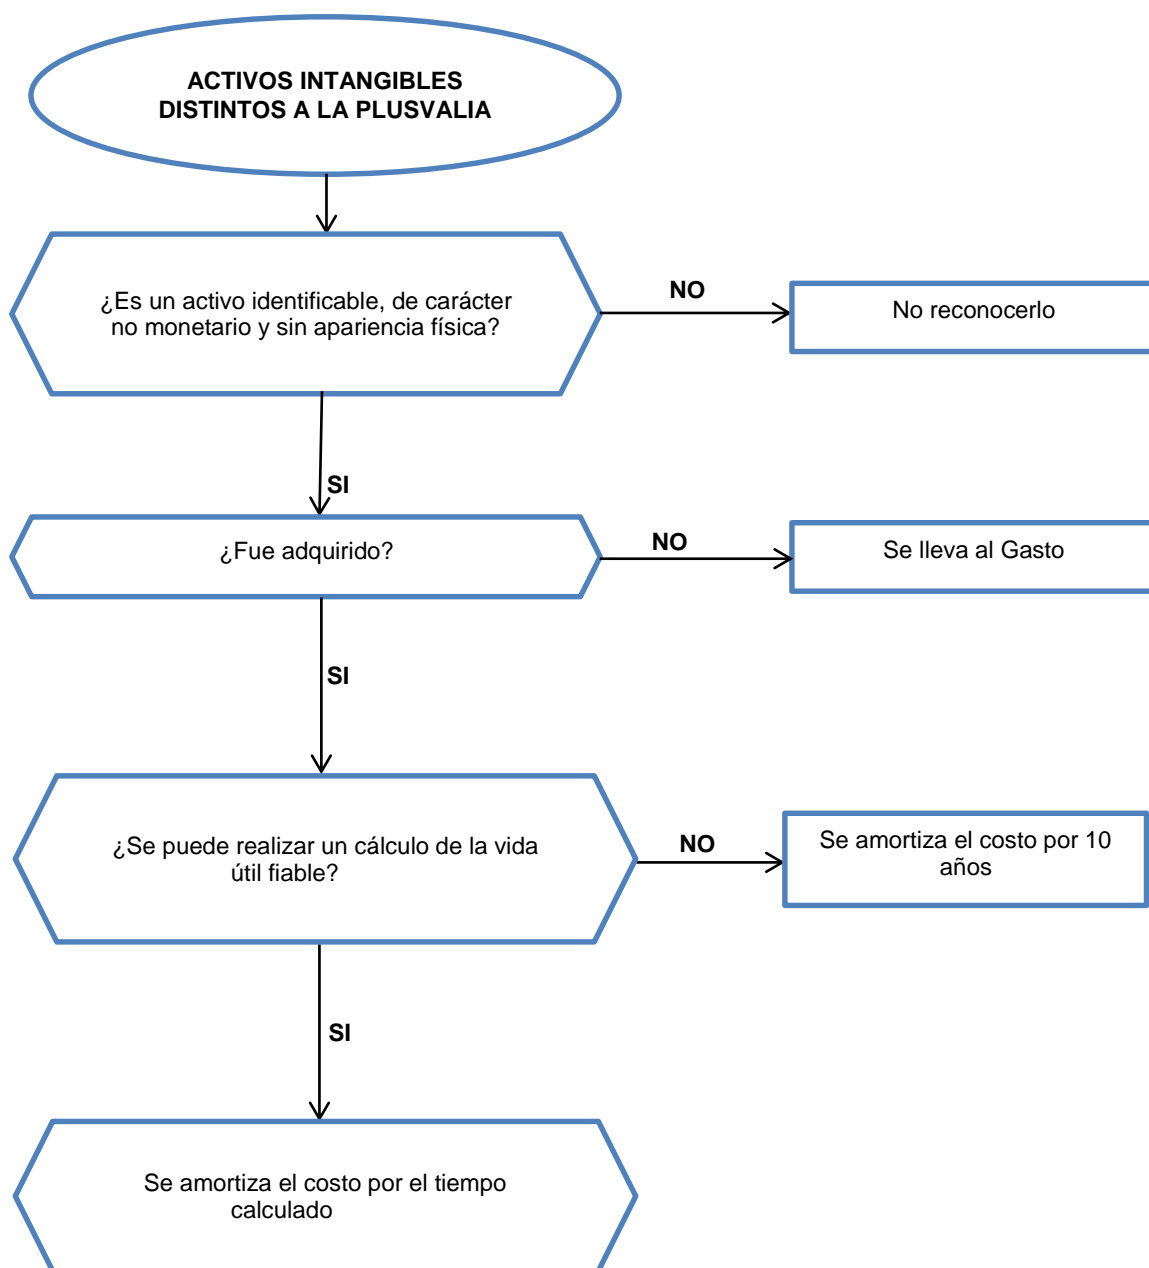 ACTIVOS INTANGIBLES
DISTINTOS A LA PLUSVALIA
¿Es un activo identificable, de carácter
no monetario y sin apariencia física?
NO
No reconocerlo
SI
¿Fue adquirido?
NO
Se lleva al Gasto
SI
¿Se puede realizar un cálculo de la vida
útil fiable?
NO
Se amortiza el costo por 10
años
SI
Se amortiza el costo por el tiempo
calculado